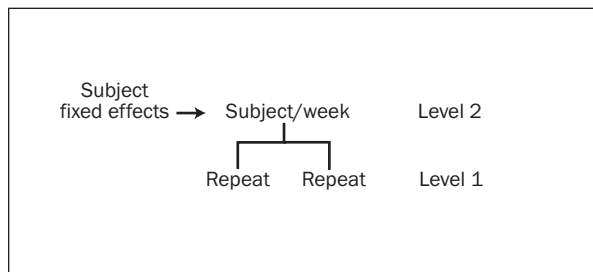 Subject
fixed effects → Subject/week Level 2
Repeat Repeat Level 1